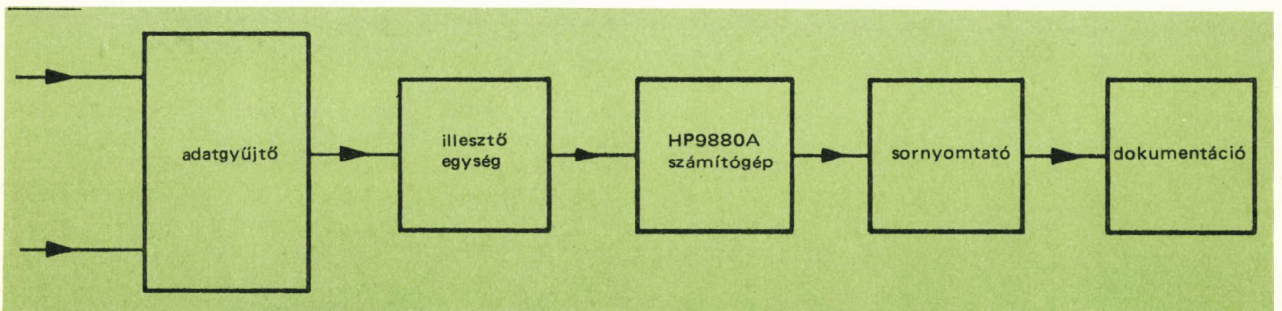 adatgyűjtő
illesztő
egység
HP9880A
számítógép
sornyomtató
dokumentáció